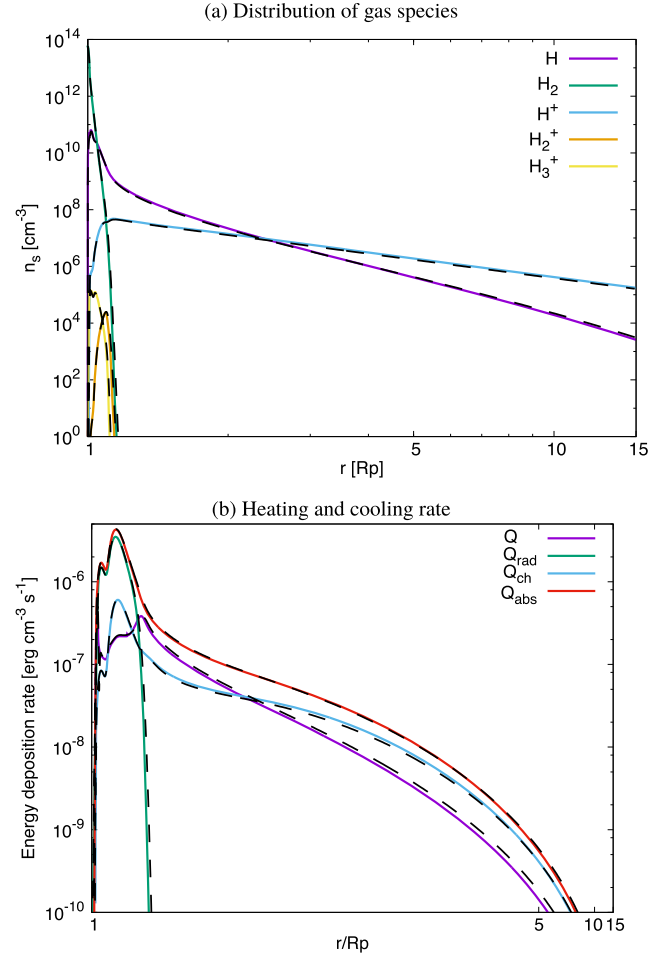 (a) Distribution of gas species
10^14
10^12
10^10
10^8
10^6
10^4
10^2
10^0
n_s [cm^-3]
H
H_2
H^+
H_2^+
H_3^+
1
5
10
15
r [Rp]
(b) Heating and cooling rate
10^-6
10^-7
10^-8
10^-9
10^-10
Energy deposition rate [erg cm^-3 s^-1]
Q
Q_rad
Q_ch
Q_abs
1
5
10
15
r/Rp